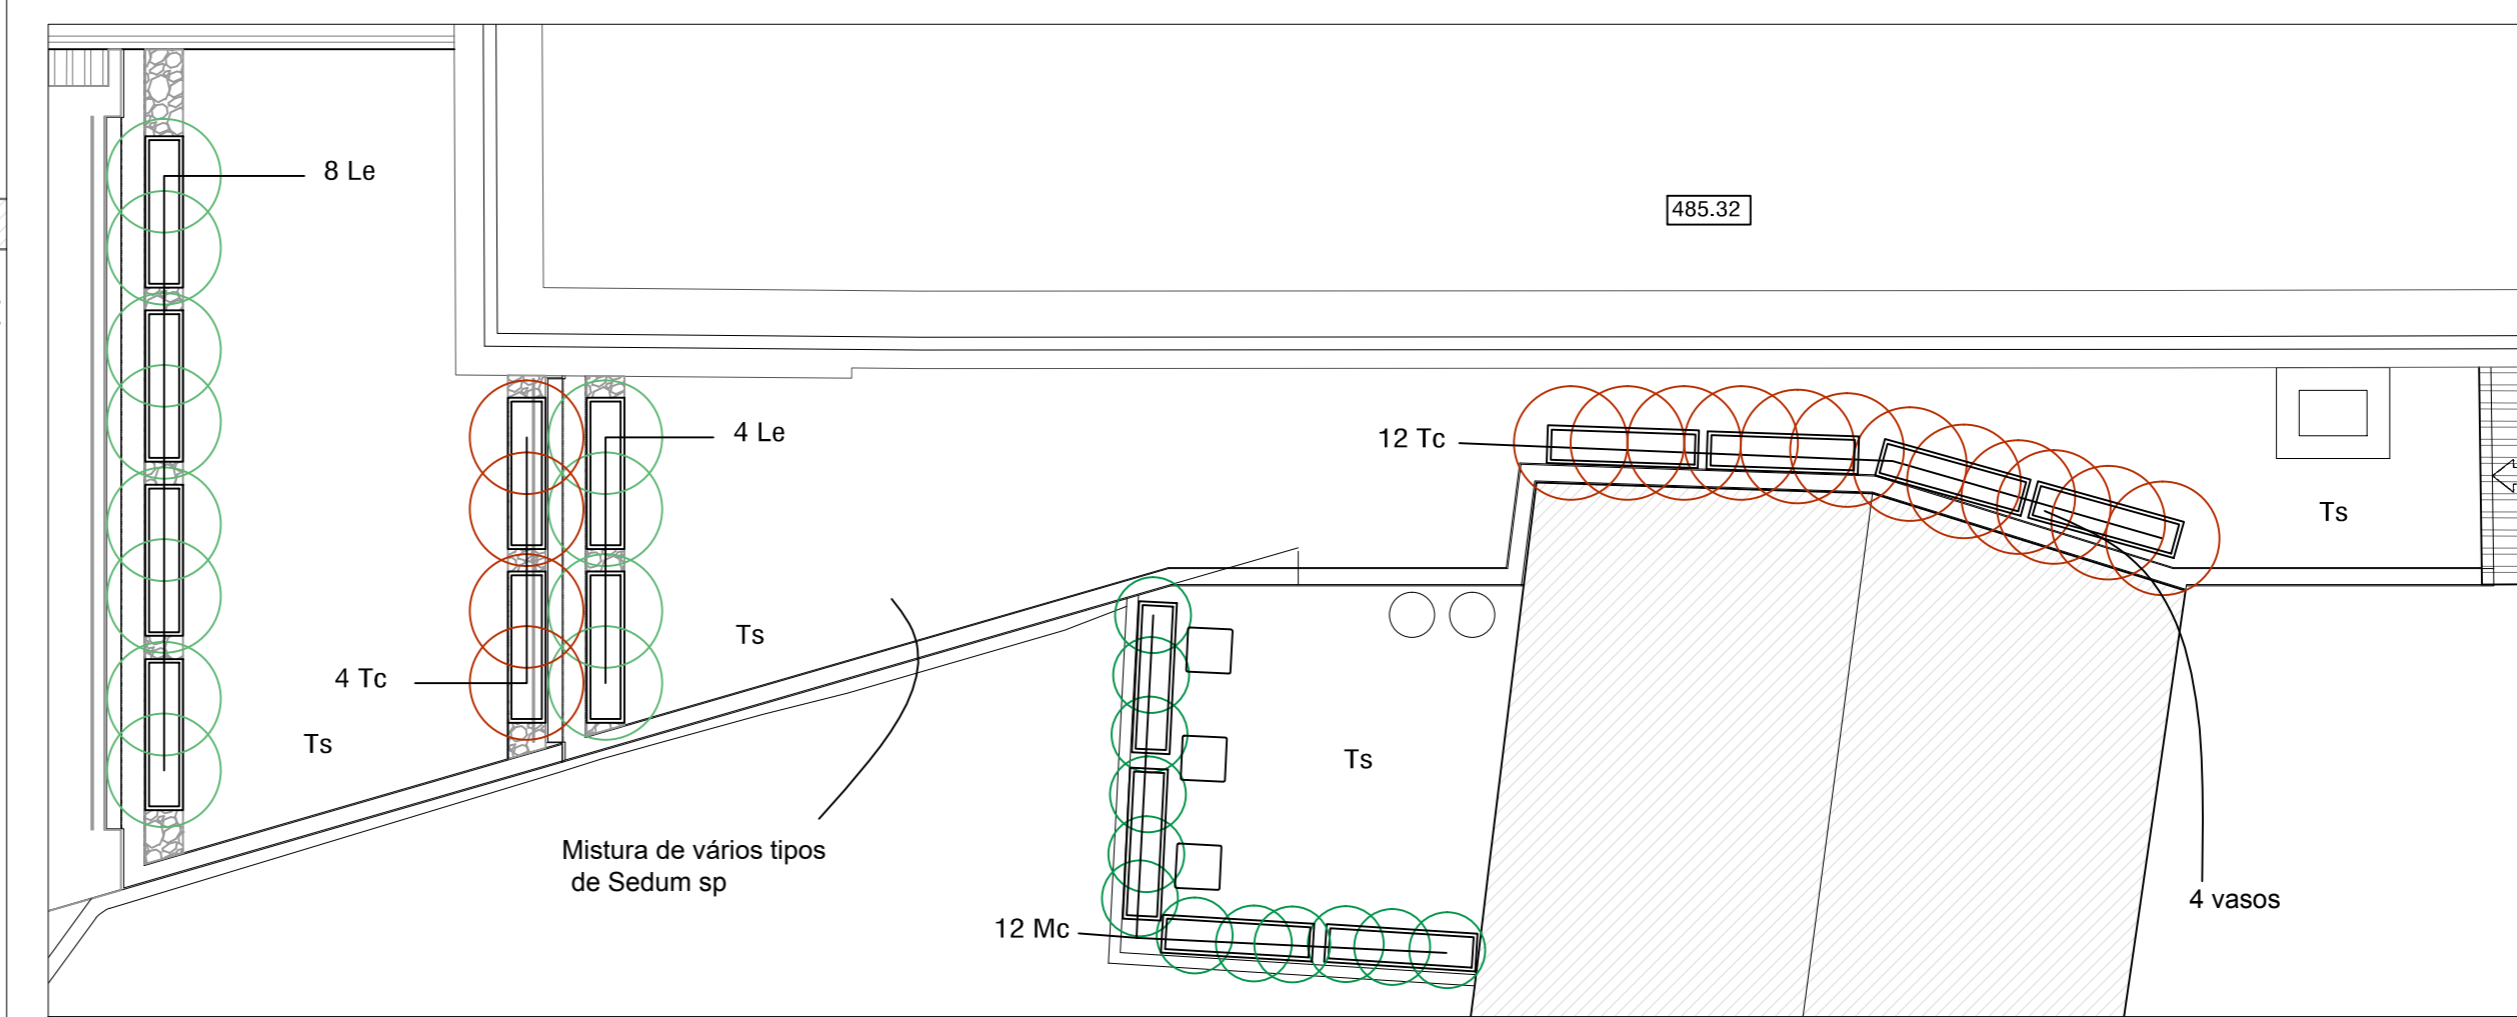 8 Le
485.32
4 Le
12 Tc
Ts
Ts
4 Tc
Ts
Ts
Mistura de vários tipos
de Sedum sp
4 vasos
12 Mc